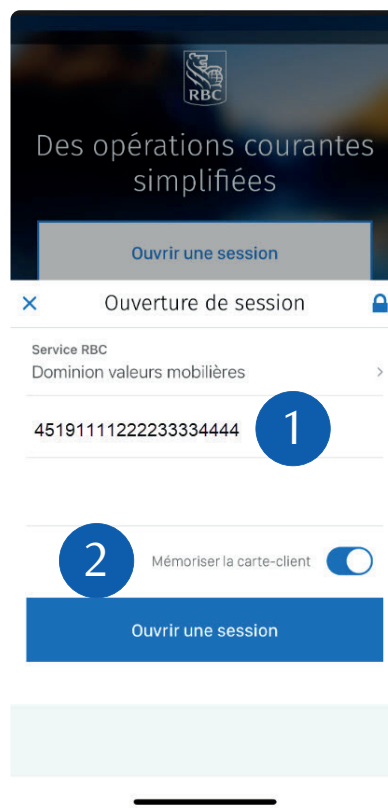 RBC
Des opérations courantes
simplifiées
Ouvrir une session
Ouverture de session
Service RBC
Dominion valeurs mobilières
45191111222233334444
1
2
Mémoriser la carte-client
Ouvrir une session